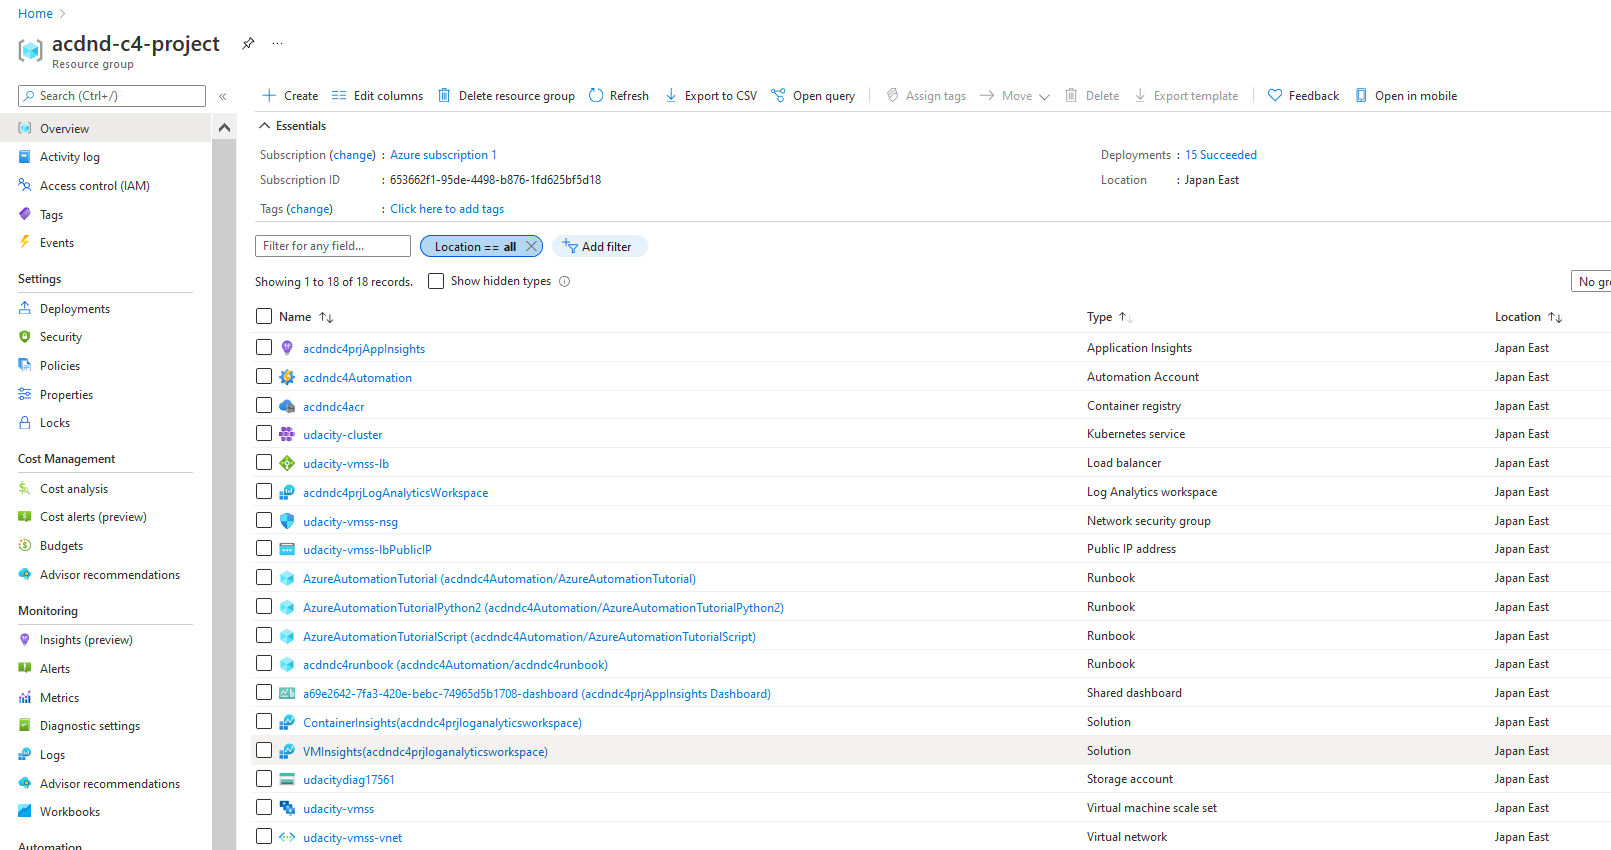 Home
acdnd-c4-project
Resource group
Search (Ctrl+/)
Overview
Activity log
Access control (IAM)
Tags
Events
Settings
Deployments
Security
Policies
Properties
Locks
Cost Management
Cost analysis
Cost alerts (preview)
Budgets
Advisor recommendations
Monitoring
Insights (preview)
Alerts
Metrics
Diagnostic settings
Logs
Advisor recommendations
Workbooks
Automation
Create Edit columns Delete resource group Refresh Export to CSV Open query Assign tags Move Delete Export template Feedback Open in mobile
Essentials
Subscription (change) : Azure subscription 1 Deployments : 15 Succeeded
Subscription ID : 653662f1-95de-4498-b876-1fd625bf5d18 Location : Japan East
Tags (change) : Click here to add tags
Filter for any field... Location == all Add filter
Showing 1 to 18 of 18 records. Show hidden types No gr
Name Type Location
acdndc4prjAppInsights Application Insights Japan East
acdndc4Automation Automation Account Japan East
acdndc4acr Container registry Japan East
udacity-cluster Kubernetes service Japan East
udacity-vmss-lb Load balancer Japan East
acdndc4prjLogAnalyticsWorkspace Log Analytics workspace Japan East
udacity-vmss-nsg Network security group Japan East
udacity-vmss-lbPublicIP Public IP address Japan East
AzureAutomationTutorial (acdndc4Automation/AzureAutomationTutorial) Runbook Japan East
AzureAutomationTutorialPython2 (acdndc4Automation/AzureAutomationTutorialPython2) Runbook Japan East
AzureAutomationTutorialScript (acdndc4Automation/AzureAutomationTutorialScript) Runbook Japan East
acdndc4runbook (acdndc4Automation/acdndc4runbook) Runbook Japan East
a69e2642-7fa3-420e-bebc-74965d5b1708-dashboard (acdndc4prjAppInsights Dashboard) Shared dashboard Japan East
ContainerInsights(acdndc4prjloganalyticsworkspace) Solution Japan East
VMInsights(acdndc4prjloganalyticsworkspace) Solution Japan East
udacitydiag17561 Storage account Japan East
udacity-vmss Virtual machine scale set Japan East
udacity-vmss-vnet Virtual network Japan East